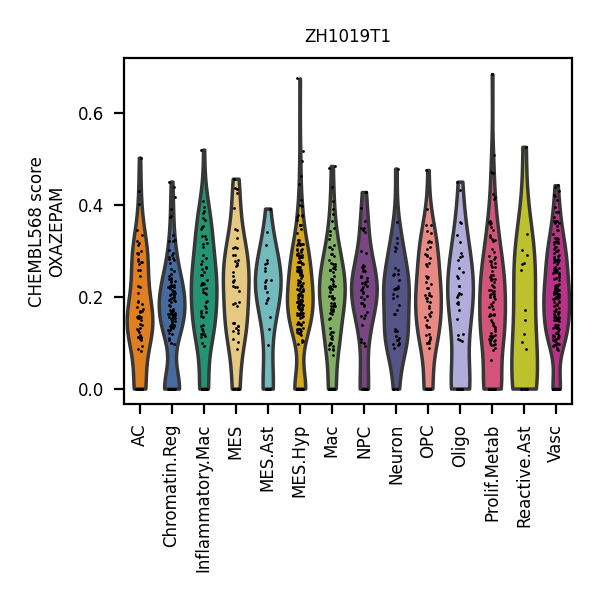 ZH1019T1
CHEMBL568 score
OXAZEPAM
0.6
0.4
0.2
0.0
AC
Chromatin.Reg
Inflammatory.Mac
MES
MES.Ast
MES.Hyp
Mac
NPC
Neuron
OPC
Oligo
Prolif.Metab
Reactive.Ast
Vasc